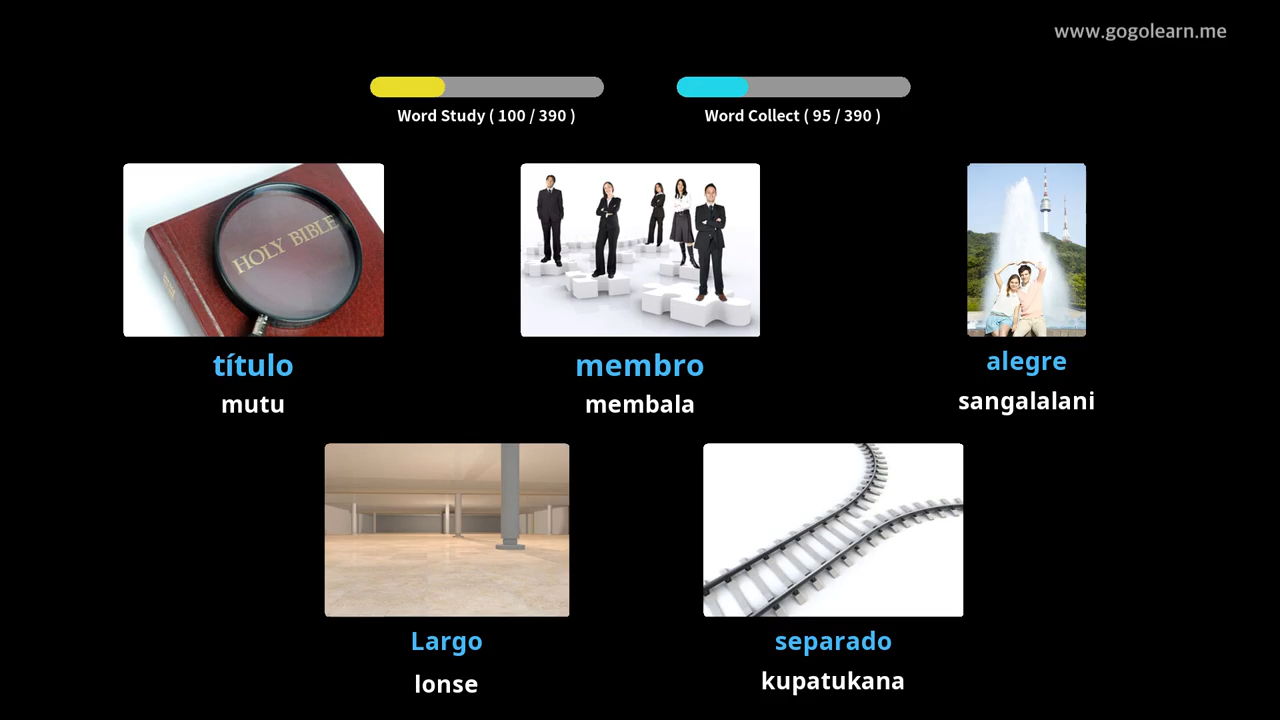 www.gogolearn.me
Word Study ( 100 / 390 )
Word Collect ( 95 / 390 )
HOLY BIBLE
título
mutu
membro
membala
alegre
sangalalani
Largo
lonse
separado
kupatukana